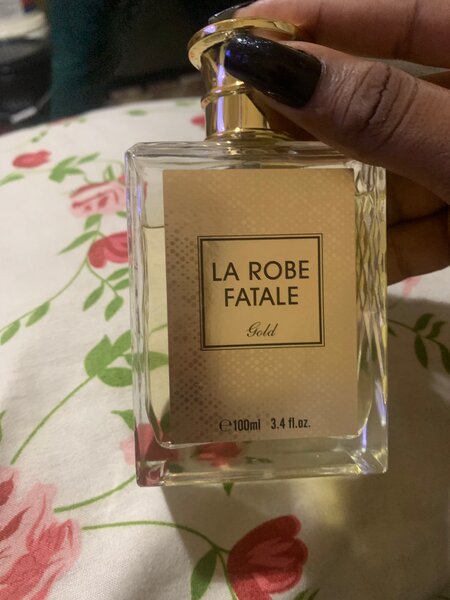 LA ROBE
FATALE
Gold
℮100ml 3.4 fl.oz.